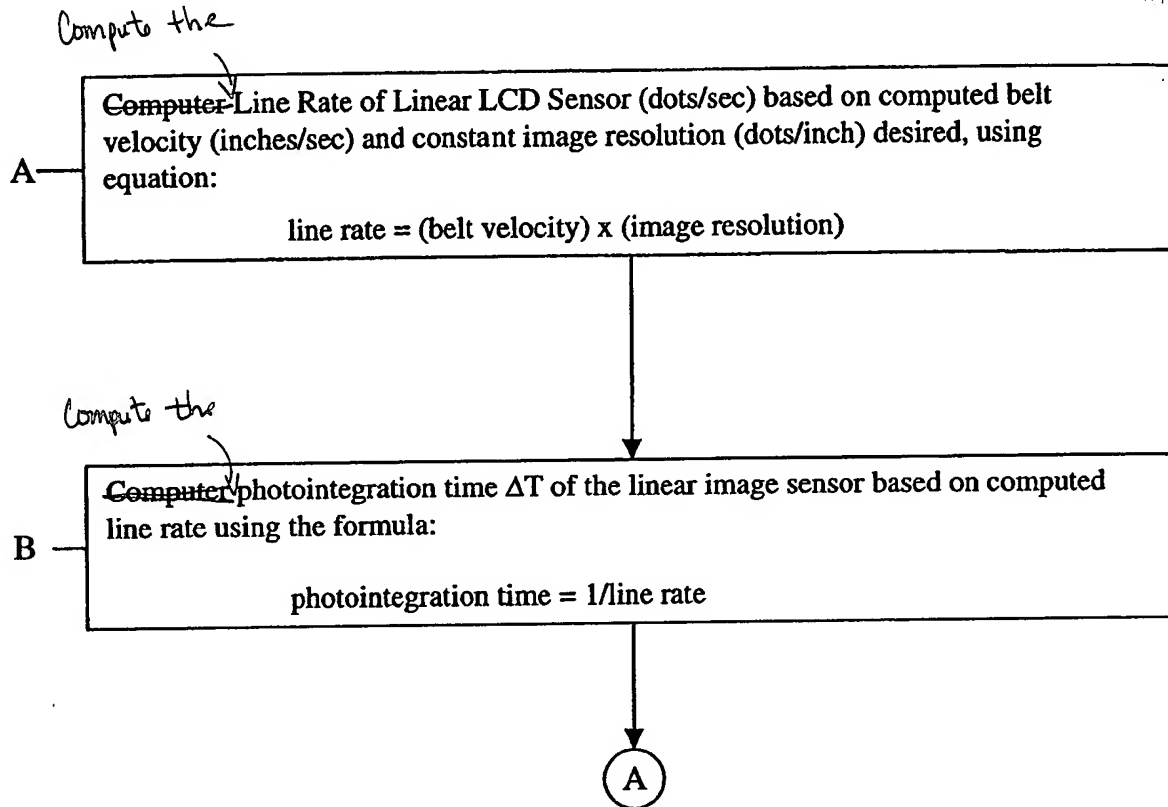 Compute the
Computer Line Rate of Linear LCD Sensor (dots/sec) based on computed belt
velocity (inches/sec) and constant image resolution (dots/inch) desired, using
A
equation:
line rate = (belt velocity) x (image resolution)
Compute the
Computer photointegration time ΔT of the linear image sensor based on computed
line rate using the formula:
B
photointegration time = 1/line rate
A